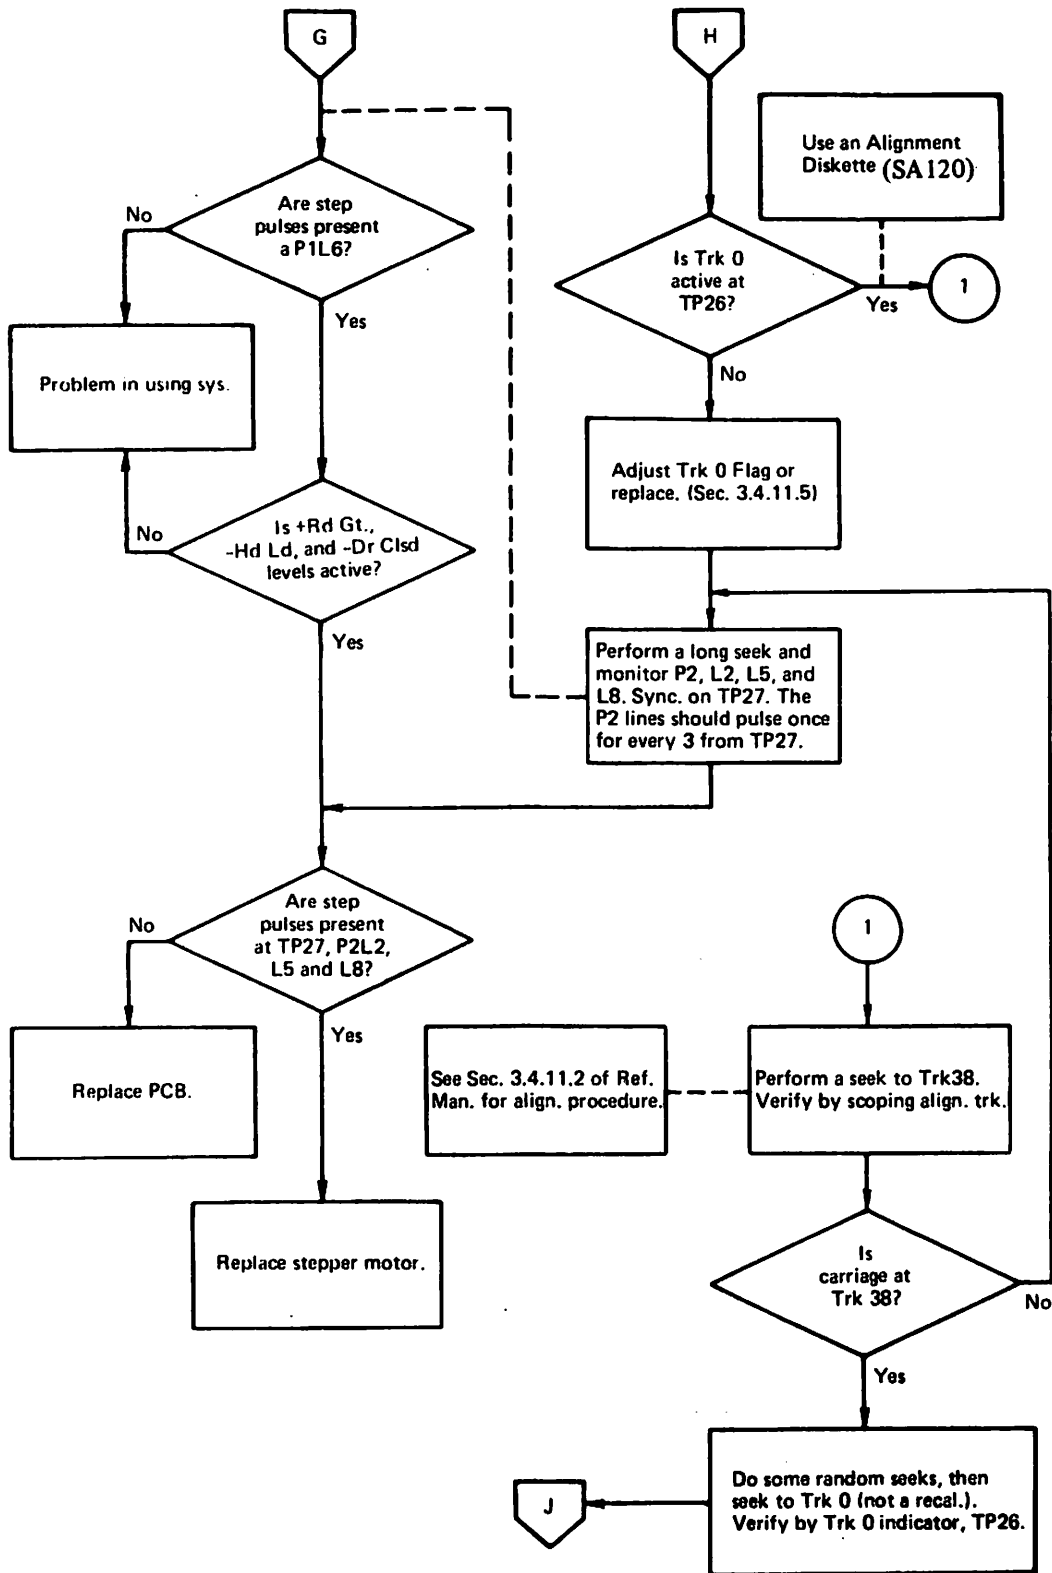 G
Are step
pulses present
a P1L6?
No
Yes
Problem in using sys.
Is +Rd Gt.,
-Hd Ld, and -Dr Clsd
levels active?
No
Yes
H
Use an Alignment
Diskette (SA120)
Is Trk 0
active at
TP26?
Yes
1
No
Adjust Trk 0 Flag or
replace. (Sec. 3.4.11.5)
Perform a long seek and
monitor P2, L2, L5, and
L8. Sync. on TP27. The
P2 lines should pulse once
for every 3 from TP27.
Are step
pulses present
at TP27, P2L2,
L5 and L8?
No
Yes
Replace PCB.
Replace stepper motor.
1
See Sec. 3.4.11.2 of Ref.
Man. for align. procedure.
Perform a seek to Trk38.
Verify by scoping align. trk.
Is
carriage at
Trk 38?
No
Yes
Do some random seeks, then
seek to Trk 0 (not a recal.).
Verify by Trk 0 indicator, TP26.
J